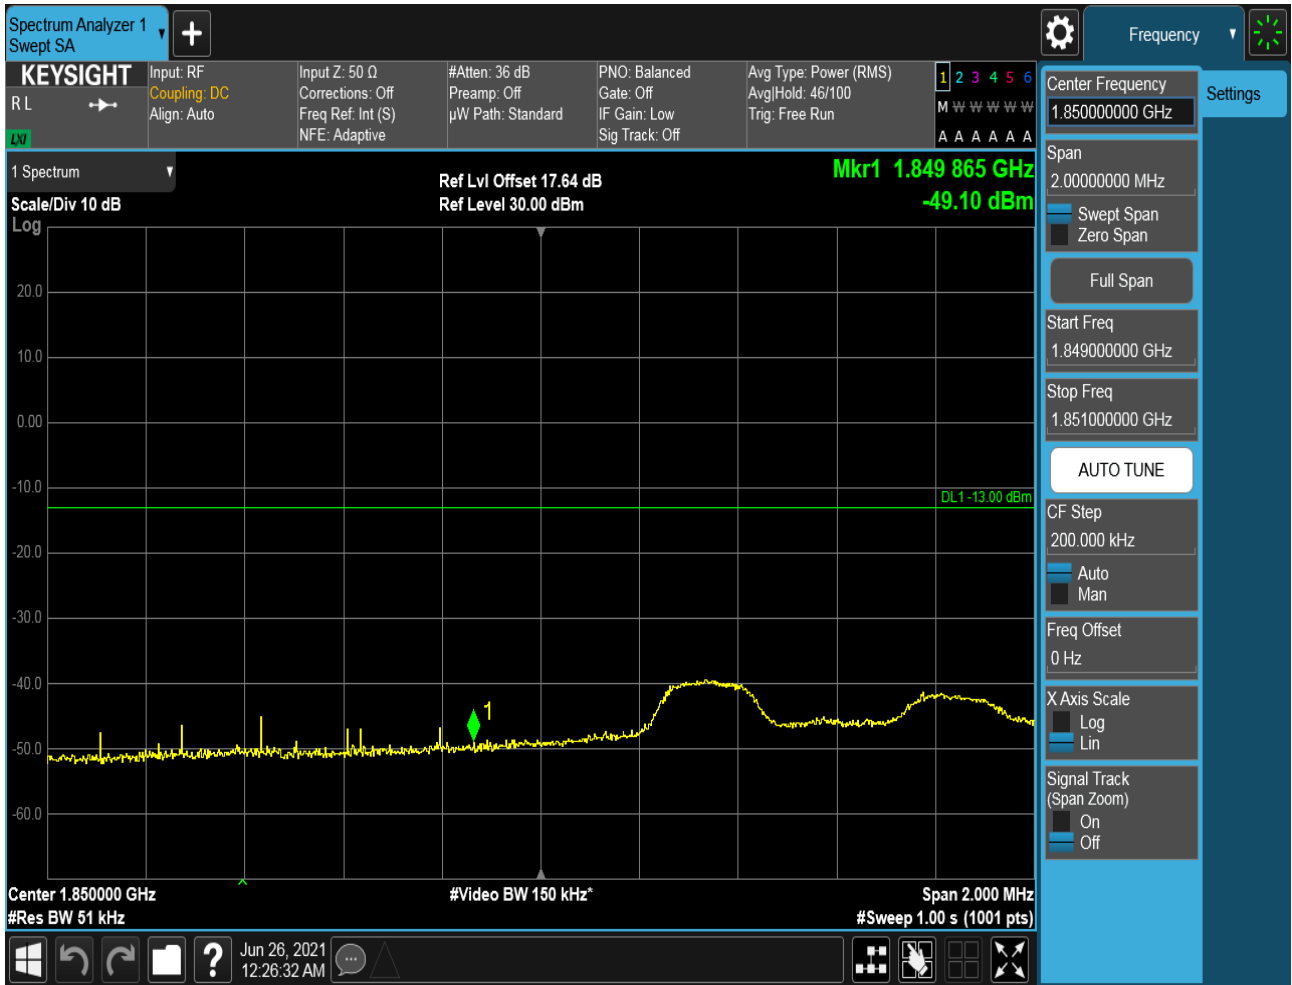 Spectrum Analyzer 1
Swept SA
Frequency
KEYSIGHT
R L
LXI
Input: RF
Coupling: DC
Align: Auto
Input Z: 50 Ω
Corrections: Off
Freq Ref: Int (S)
NFE: Adaptive
#Atten: 36 dB
Preamp: Off
µW Path: Standard
PNO: Balanced
Gate: Off
IF Gain: Low
Sig Track: Off
Avg Type: Power (RMS)
Avg|Hold: 46/100
Trig: Free Run
1 2 3 4 5 6
M W W W W W
A A A A A A
1 Spectrum
Scale/Div 10 dB
Log
Ref Lvl Offset 17.64 dB
Ref Level 30.00 dBm
Mkr1 1.849 865 GHz
-49.10 dBm
20.0
10.0
0.00
-10.0
DL1 -13.00 dBm
-20.0
-30.0
-40.0
1
-50.0
-60.0
Center 1.850000 GHz
#Res BW 51 kHz
#Video BW 150 kHz*
Span 2.000 MHz
#Sweep 1.00 s (1001 pts)
?
Jun 26, 2021
12:26:32 AM
Center Frequency
1.850000000 GHz
Settings
Span
2.00000000 MHz
Swept Span
Zero Span
Full Span
Start Freq
1.849000000 GHz
Stop Freq
1.851000000 GHz
AUTO TUNE
CF Step
200.000 kHz
Auto
Man
Freq Offset
0 Hz
X Axis Scale
Log
Lin
Signal Track
(Span Zoom)
On
Off